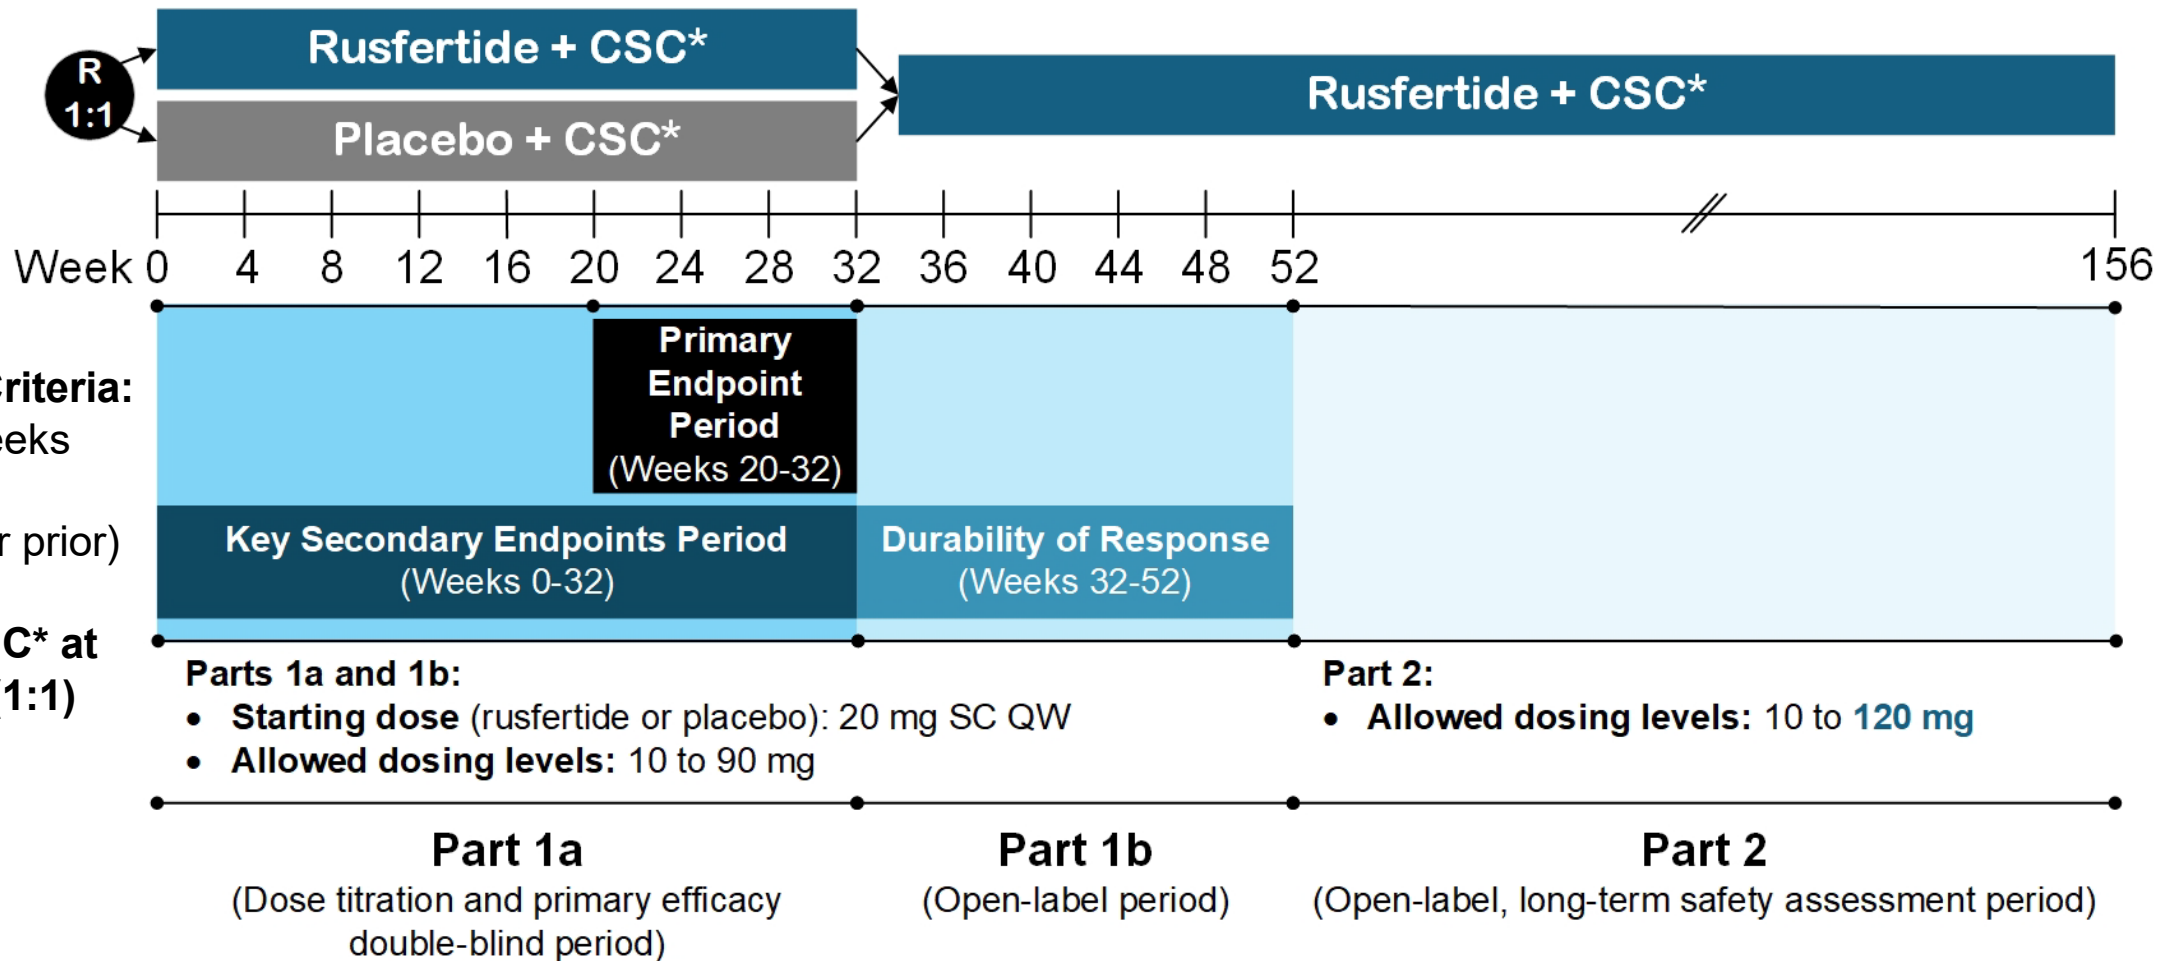 R
1:1
Rusfertide + CSC*
Placebo + CSC*
Rusfertide + CSC*
Week 0 4 8 12 16 20 24 28 32 36 40 44 48 52 156
Primary
Endpoint
Period
(Weeks 20-32)
Criteria:
eeks
r prior)
C* at
(1:1)
Key Secondary Endpoints Period
(Weeks 0-32)
Durability of Response
(Weeks 32-52)
Parts 1a and 1b:
• Starting dose (rusfertide or placebo): 20 mg SC QW
• Allowed dosing levels: 10 to 90 mg
Part 2:
• Allowed dosing levels: 10 to 120 mg
Part 1a
(Dose titration and primary efficacy
double-blind period)
Part 1b
(Open-label period)
Part 2
(Open-label, long-term safety assessment period)